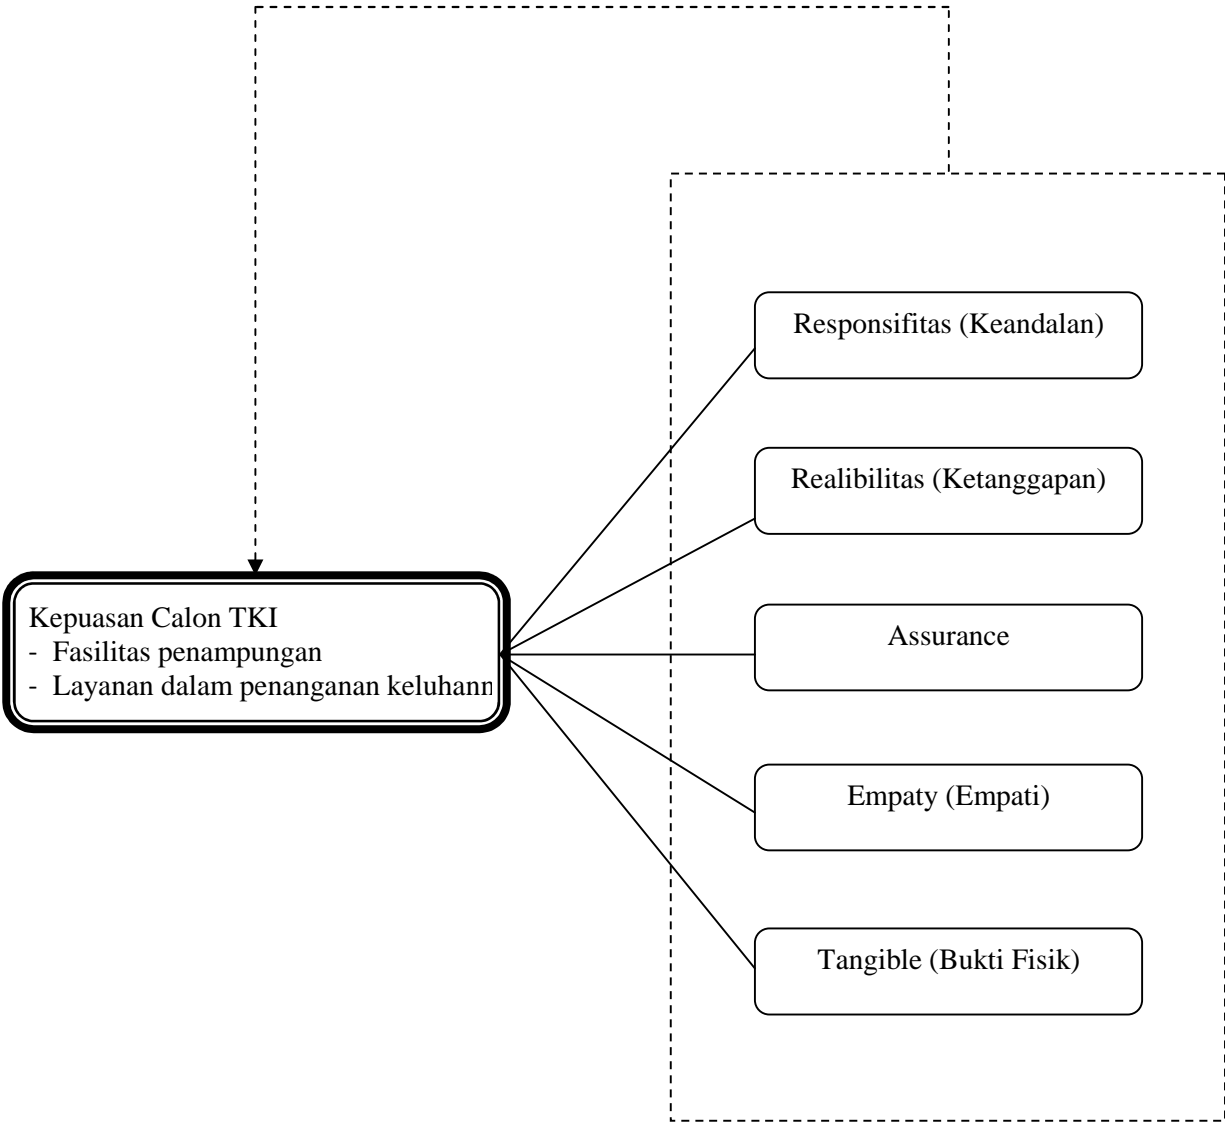 Responsifitas (Keandalan)
Realibilitas (Ketanggapan)
Kepuasan Calon TKI
- Fasilitas penampungan
- Layanan dalam penanganan keluhann
Assurance
Empaty (Empati)
Tangible (Bukti Fisik)